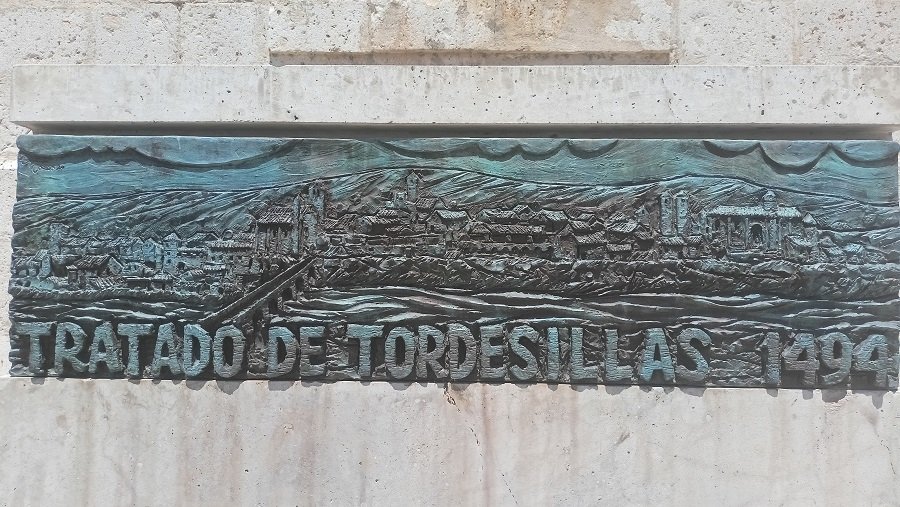 TRATADO DE TORDESILLAS 1494